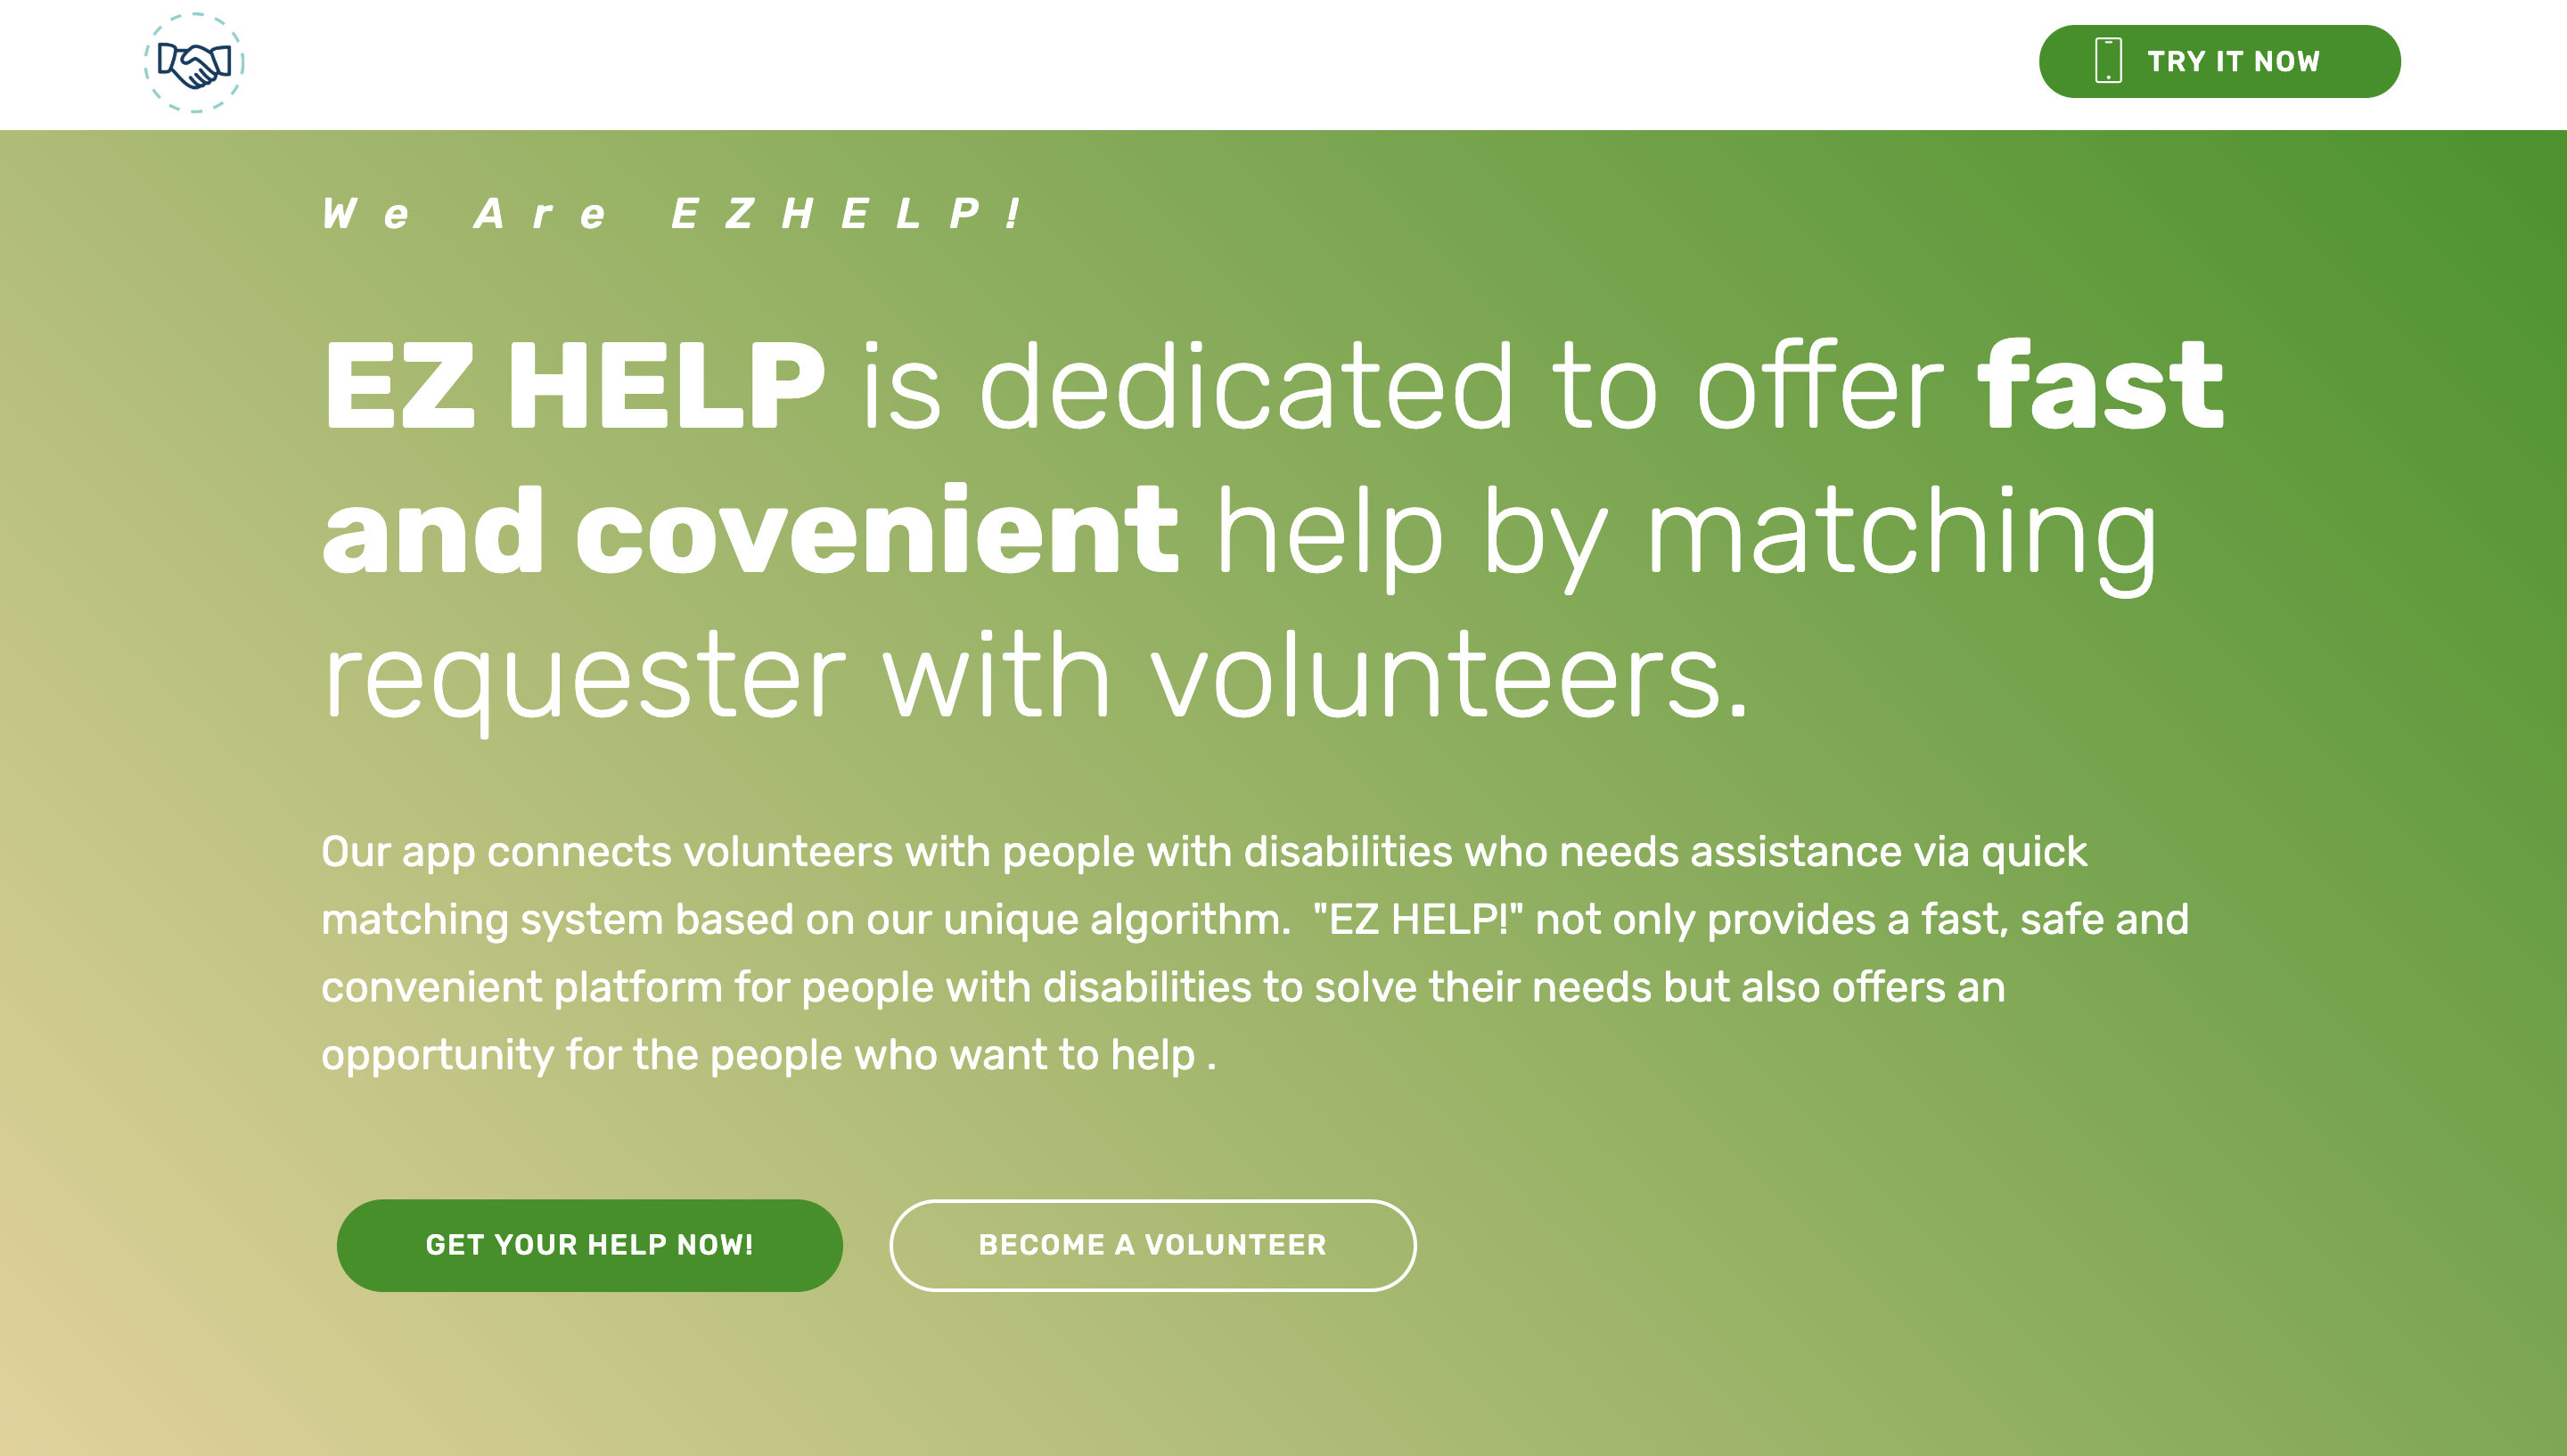 TRY IT NOW
We Are EZHELP!
EZ HELP is dedicated to offer fast
and covenient help by matching
requester with volunteers.
Our app connects volunteers with people with disabilities who needs assistance via quick
matching system based on our unique algorithm.  "EZ HELP!" not only provides a fast, safe and
convenient platform for people with disabilities to solve their needs but also offers an
opportunity for the people who want to help .
GET YOUR HELP NOW!
BECOME A VOLUNTEER